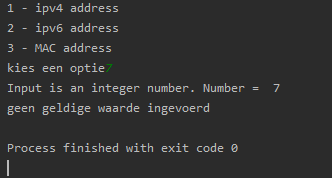 1 - ipv4 address
2 - ipv6 address
3 - MAC address
kies een optie7
Input is an integer number. Number =  7
geen geldige waarde ingevoerd
Process finished with exit code 0